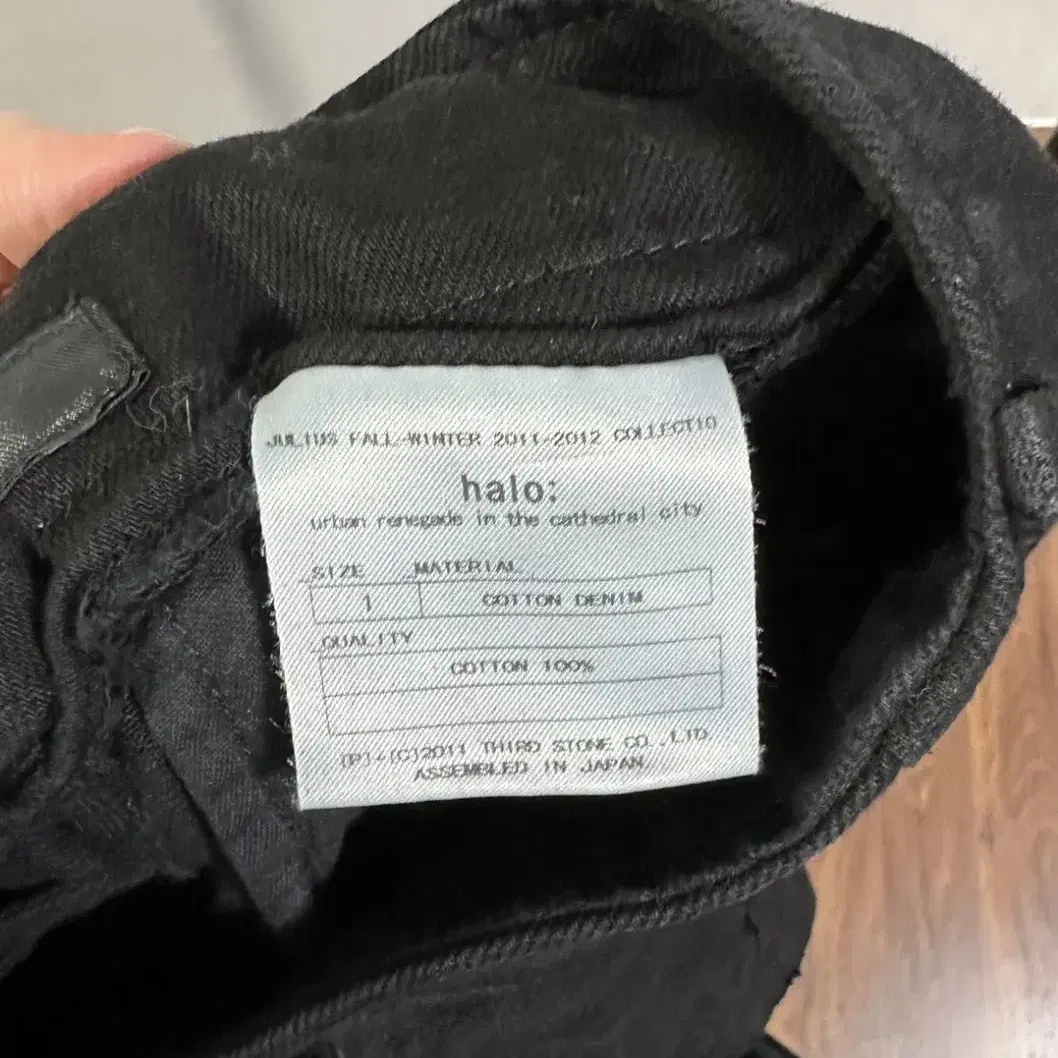 JULIUS FALL-WINTER 2011-2012 COLLECTIO
halo:
urban renegade in the cathedral city
SIZE MATERIAL
1 COTTON DENIM
QUALITY
COTTON 100%
(P)+(C)2011 THIRD STONE CO.,LTD.
ASSEMBLED IN JAPAN